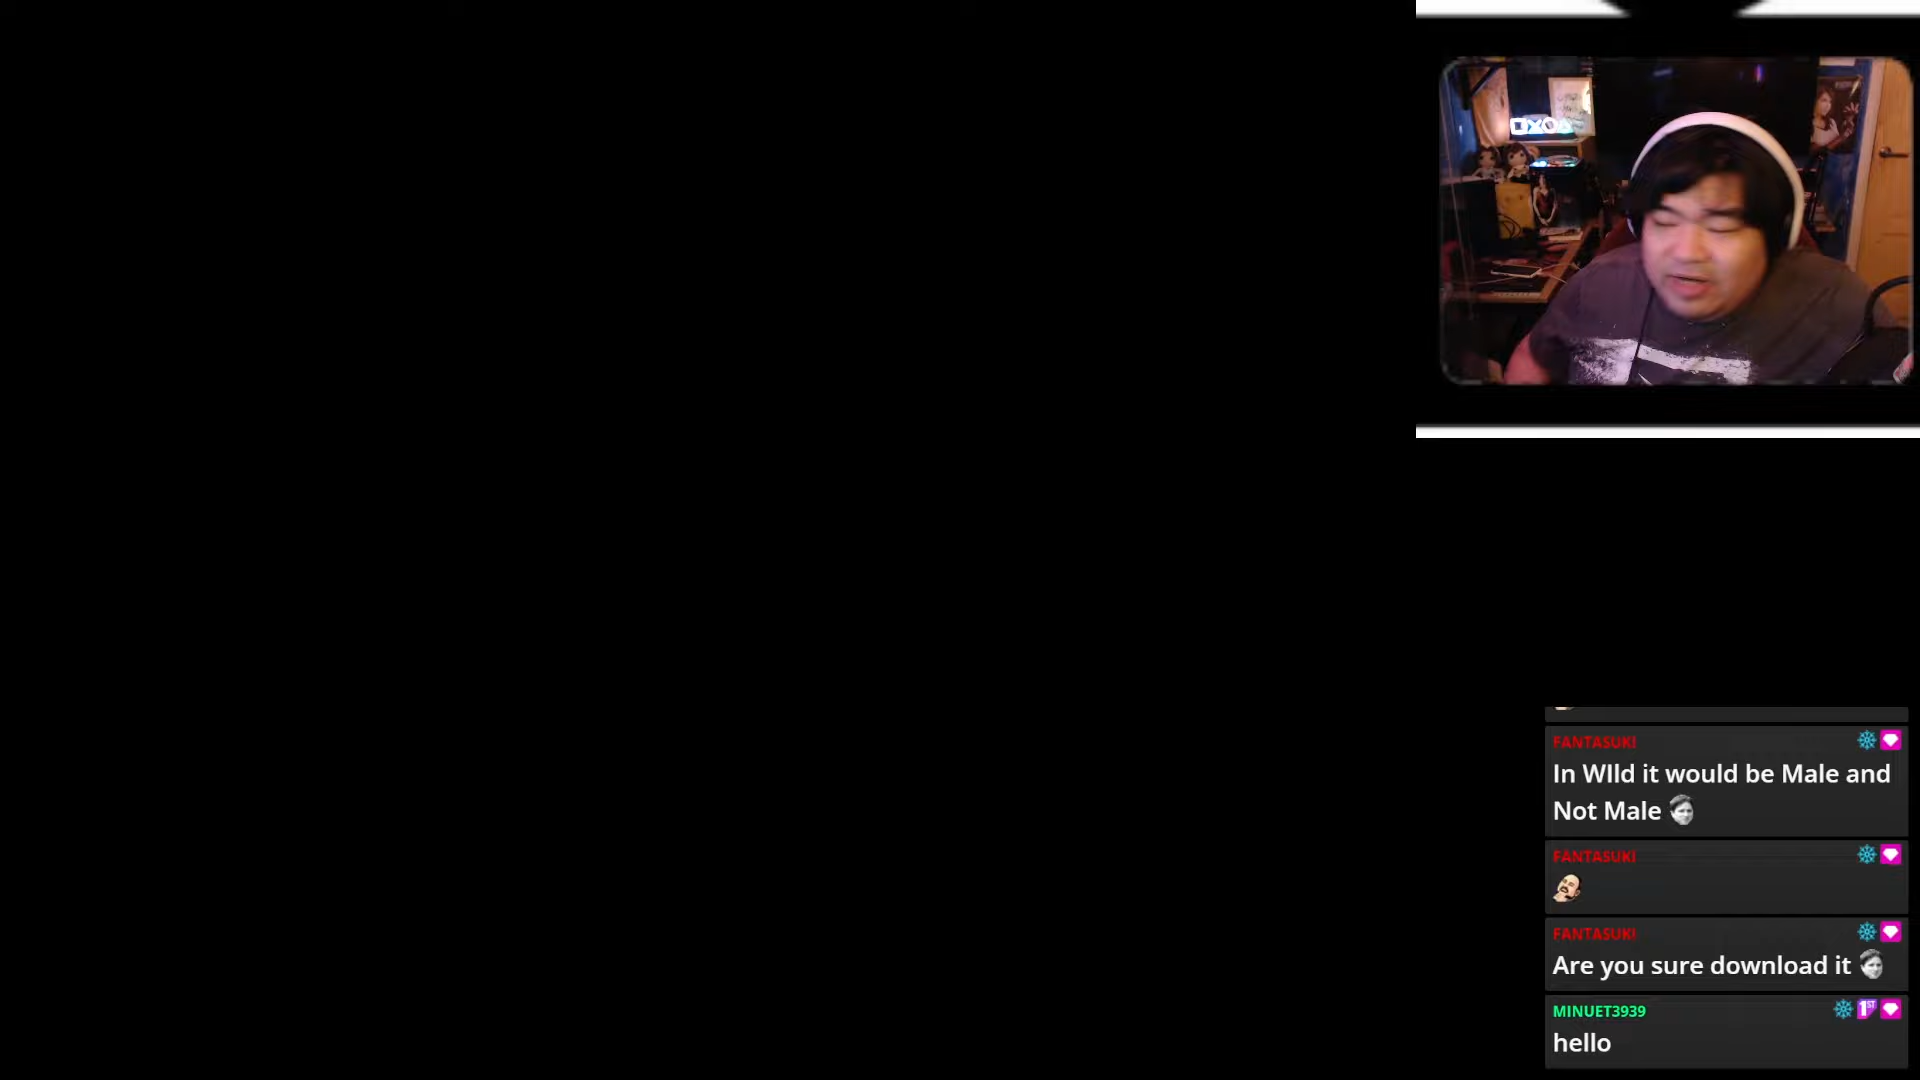 FANTASUKI
In WIld it would be Male and
Not Male
FANTASUKI
FANTASUKI
Are you sure download it
MINUET3939
1ST
hello